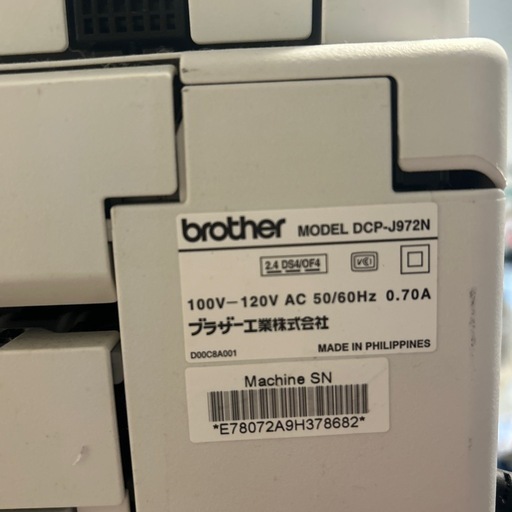 brother MODEL DCP-J972N
2.4 DS4/OF4 VCI
100V-120V AC 50/60Hz 0.70A
ブラザー工業株式会社
D00C8A001 MADE IN PHILIPPINES
Machine SN
*E78072A9H378682*